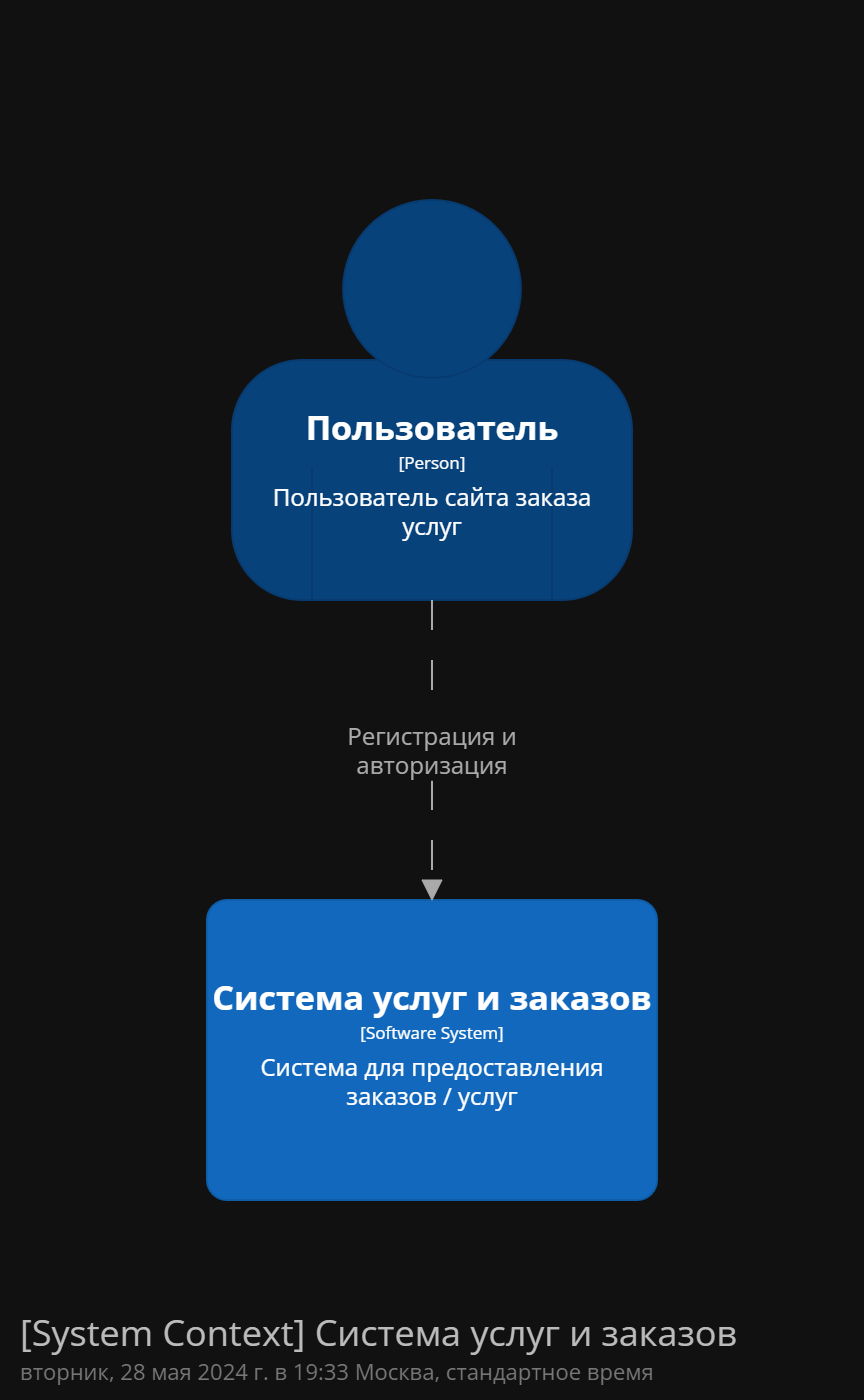 Пользователь
[Person]
Пользователь сайта заказа
услуг
Регистрация и
авторизация
Система услуг и заказов
[Software System]
Система для предоставления
заказов / услуг
[System Context] Система услуг и заказов
вторник, 28 мая 2024 г. в 19:33 Москва, стандартное время